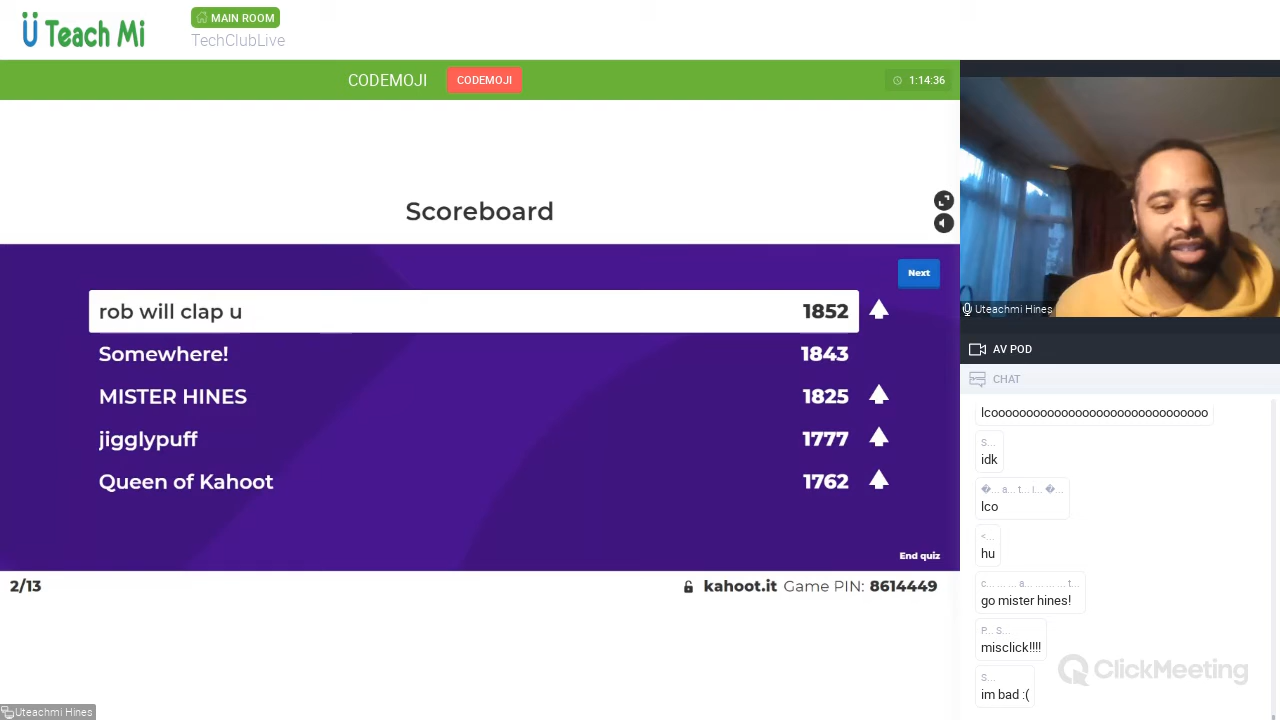 Ü Teach Mi
MAIN ROOM
TechClubLive
CODEMOJI
CODEMOJI
1:14:36
Scoreboard
Next
rob will clap u 1852
Somewhere! 1843
MISTER HINES 1825
jigglypuff 1777
Queen of Kahoot 1762
End quiz
2/13
kahoot.it Game PIN: 8614449
Uteachmi Hines
Uteachmi Hines
AV POD
CHAT
lcooooooooooooooooooooooooooooooo
S...
idk
�... a... t... i... �...
lco
<...
hu
c... ... ... a... ... ... ... t...
go mister hines!
P... S...
misclick!!!!
S...
im bad :(
ClickMeeting